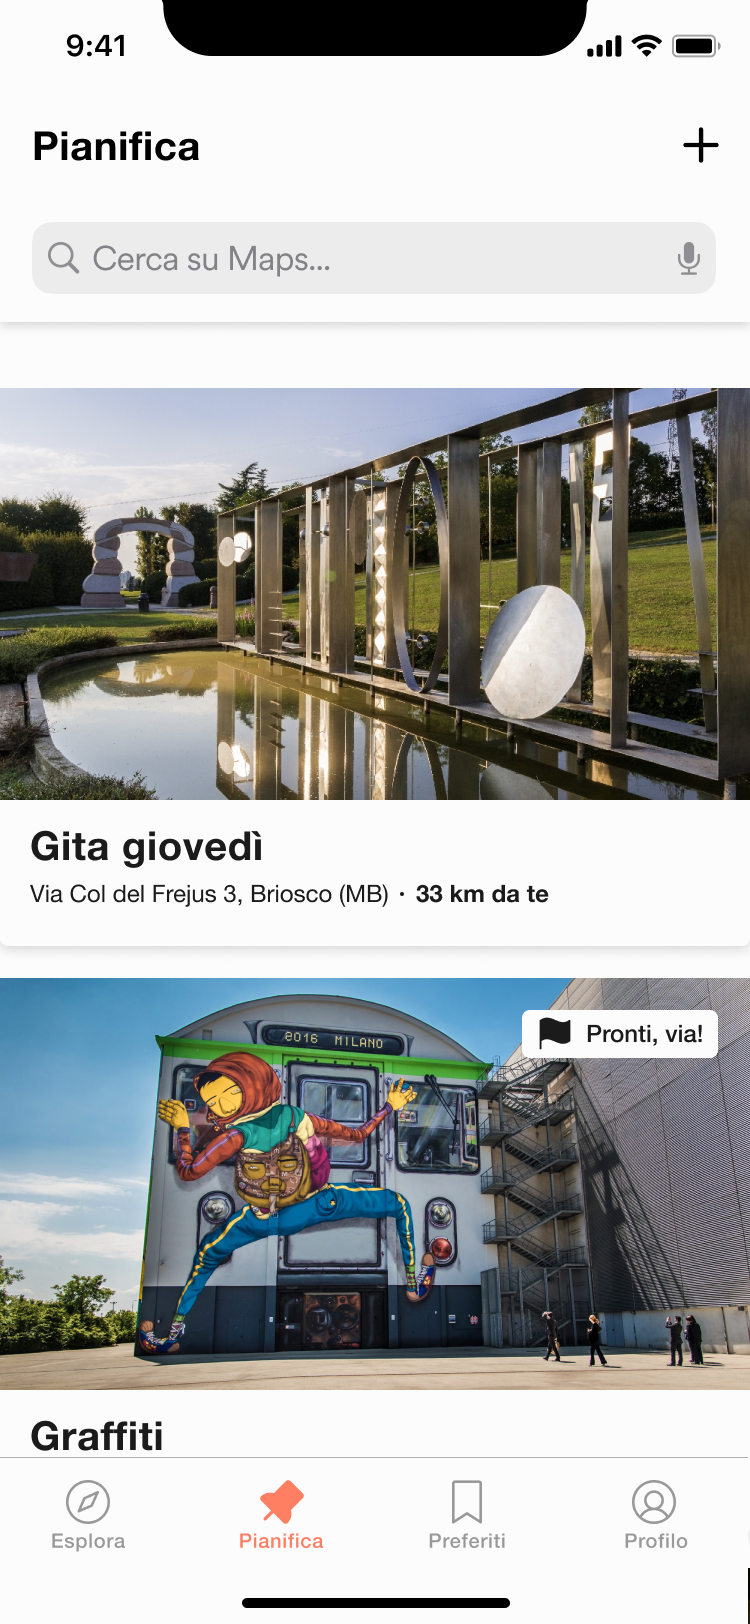 9:41
Pianifica
Cerca su Maps...
Gita giovedì
Via Col del Frejus 3, Briosco (MB) · 33 km da te
2016 MILANO
Pronti, via!
Graffiti
Esplora
Pianifica
Preferiti
Profilo